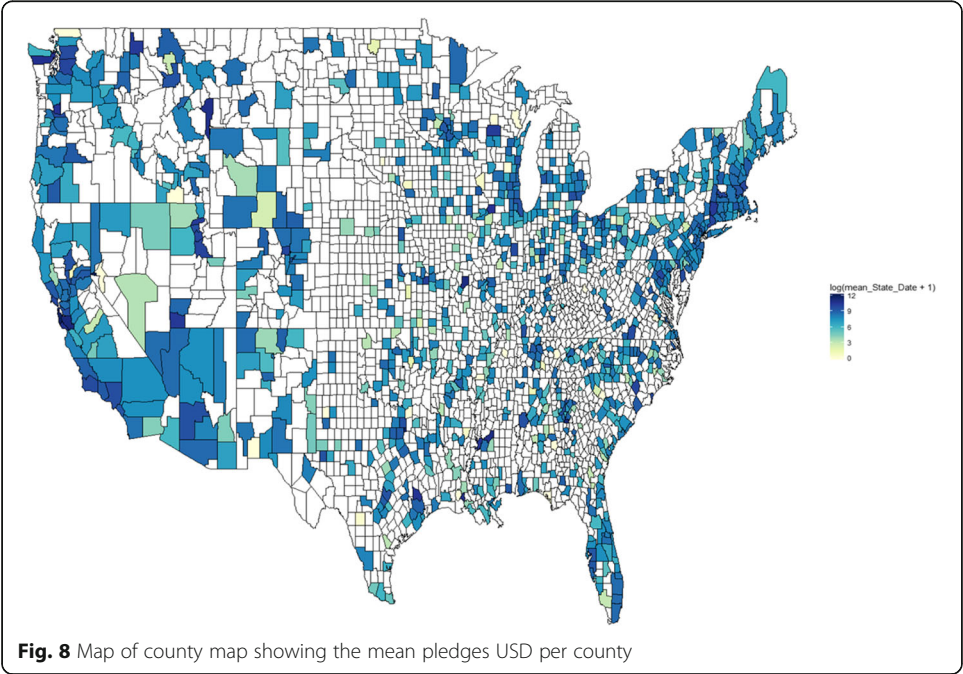 log(mean_State_Date + 1)
12
9
6
3
0
Fig. 8 Map of county map showing the mean pledges USD per county